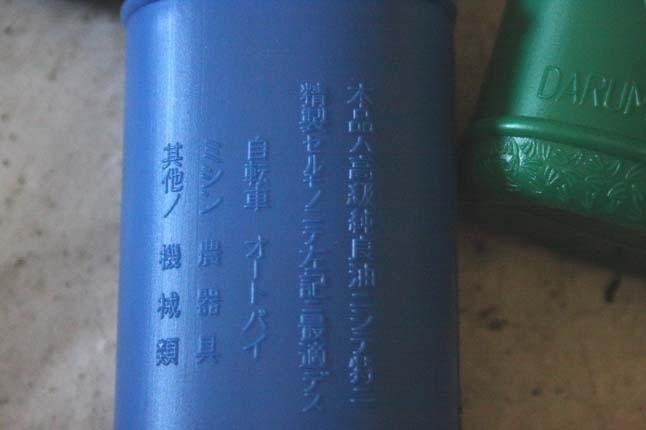 本品ハ高級純良油ニシテ特ニ
精製セルモノニテ左記ニ最適デス
自転車 オートバイ
ミシン 農器具
其他ノ 機械類
DARUM